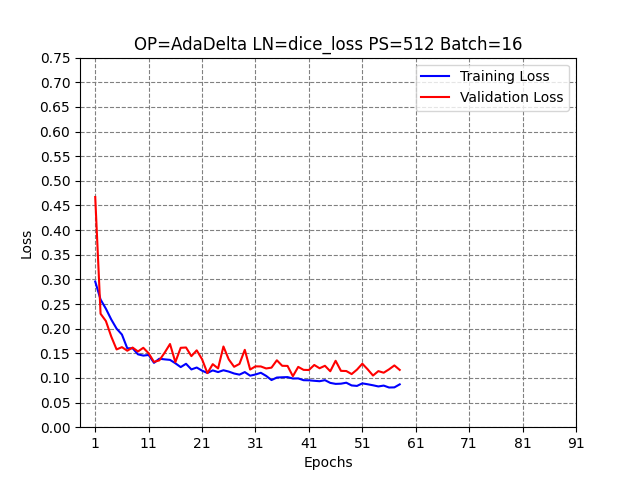 OP=AdaDelta LN=dice_loss PS=512 Batch=16
Training Loss
Validation Loss
0.75
0.70
0.65
0.60
0.55
0.50
0.45
0.40
0.35
0.30
0.25
0.20
0.15
0.10
0.05
0.00
Loss
1 11 21 31 41 51 61 71 81 91
Epochs